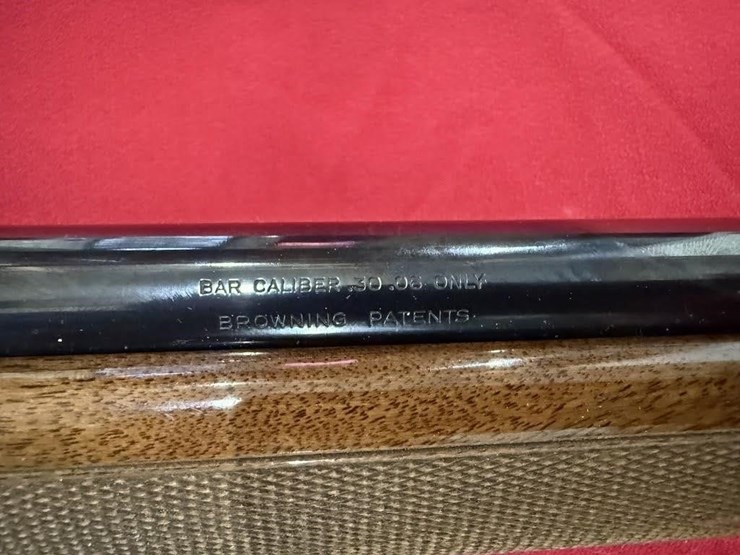 BAR CALIBER .30.06 ONLY
BROWNING PATENTS